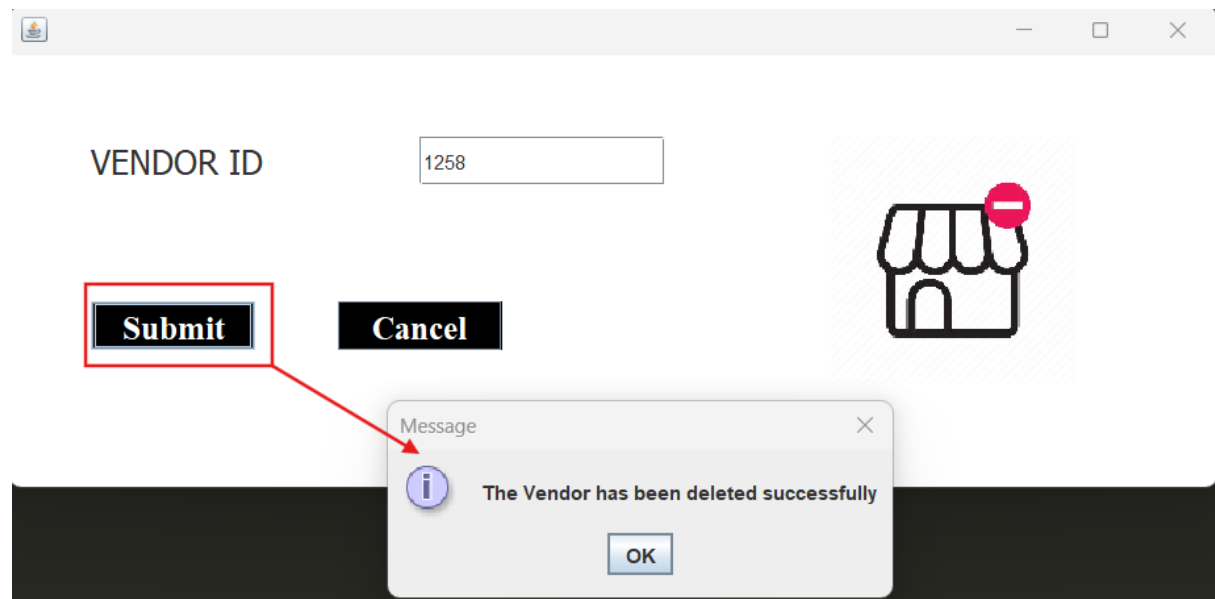 VENDOR ID
1258
Submit
Cancel
Message
The Vendor has been deleted successfully
OK